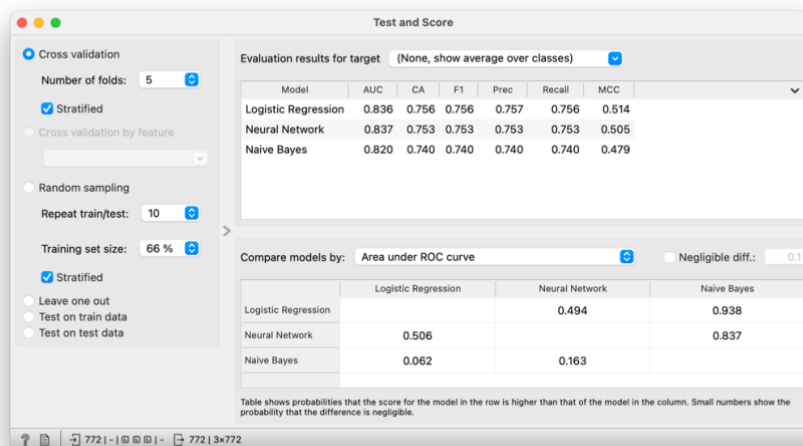 Test and Score
Cross validation
Number of folds: 5
Stratified
Cross validation by feature
Random sampling
Repeat train/test: 10
Training set size: 66 %
Stratified
Leave one out
Test on train data
Test on test data
Evaluation results for target (None, show average over classes)
Model AUC CA F1 Prec Recall MCC
Logistic Regression 0.836 0.756 0.756 0.757 0.756 0.514
Neural Network 0.837 0.753 0.753 0.753 0.753 0.505
Naive Bayes 0.820 0.740 0.740 0.740 0.740 0.479
Compare models by: Area under ROC curve Negligible diff.: 0.1
Logistic Regression Neural Network Naive Bayes
Logistic Regression 0.494 0.938
Neural Network 0.506 0.837
Naive Bayes 0.062 0.163
Table shows probabilities that the score for the model in the row is higher than that of the model in the column. Small numbers show the
probability that the difference is negligible.
? 772 | - | | - 772 | 3×772